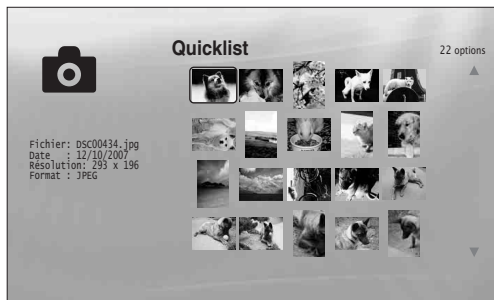 Quicklist
22 options
Fichier: DSC00434.jpg
Date : 12/10/2007
Résolution: 293 x 196
Format : JPEG